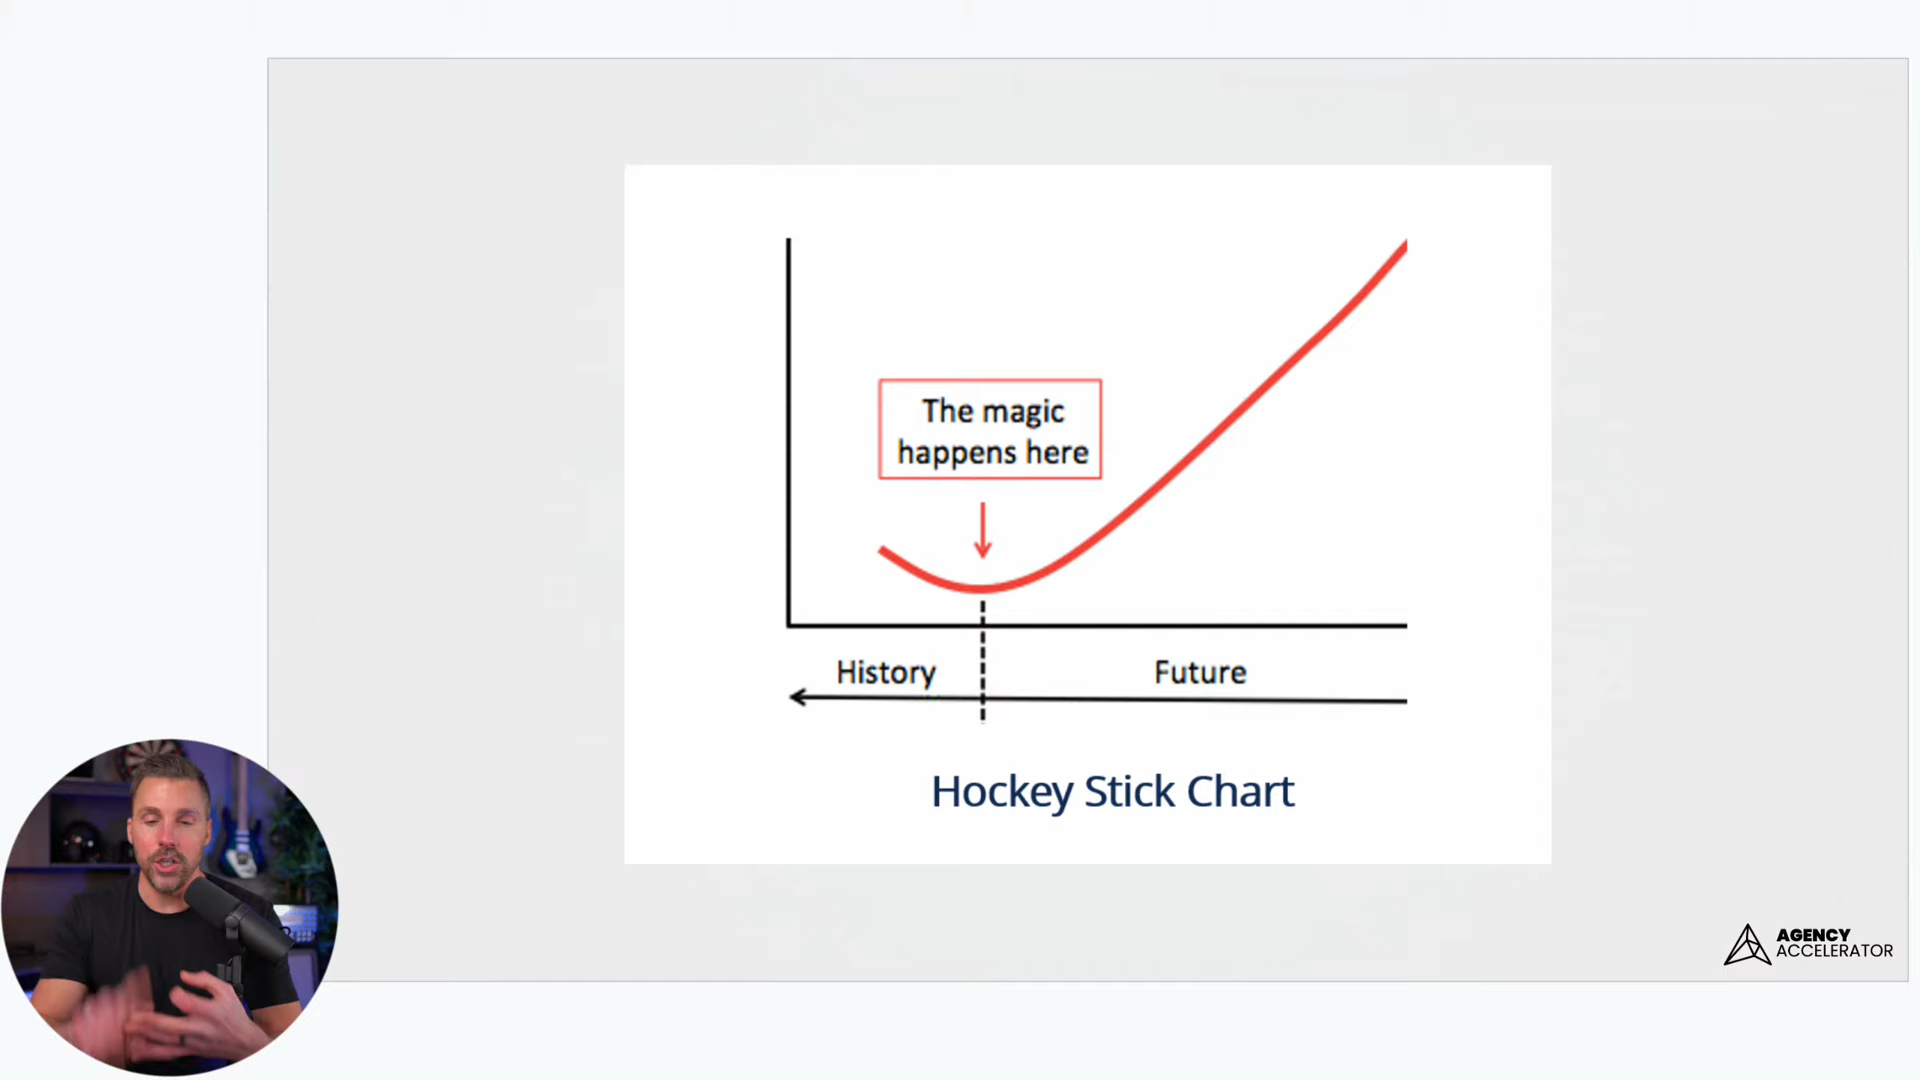 The magic
happens here
History
Future
Hockey Stick Chart
AGENCY
ACCELERATOR